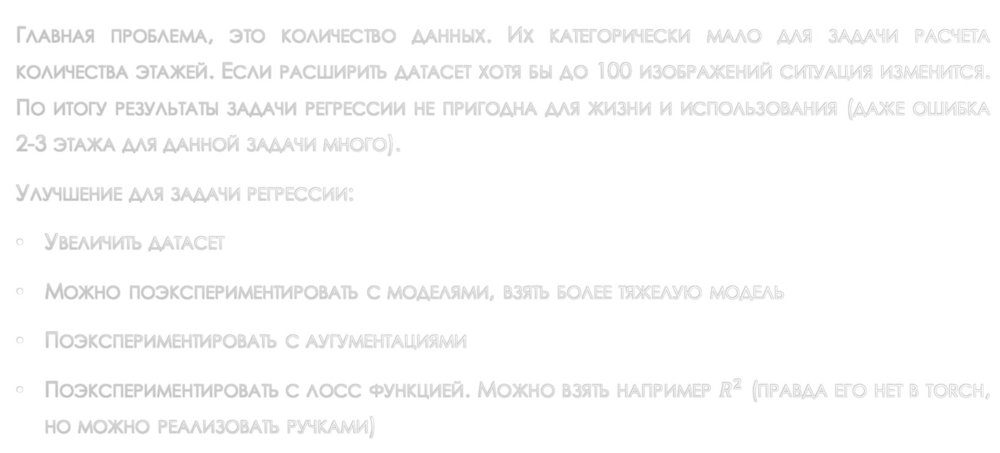 Главная проблема, это количество данных. Их категорически мало для задачи расчета
количества этажей. Если расширить датасет хотя бы до 100 изображений ситуация изменится.
По итогу результаты задачи регрессии не пригодна для жизни и использования (даже ошибка
2-3 этажа для данной задачи много).
Улучшение для задачи регрессии:
• Увеличить датасет
• Можно поэкспериментировать с моделями, взять более тяжелую модель
• Поэкспериментировать с аугументациями
• Поэкспериментировать с лосс функцией. Можно взять например R² (правда его нет в torch,
но можно реализовать ручками)